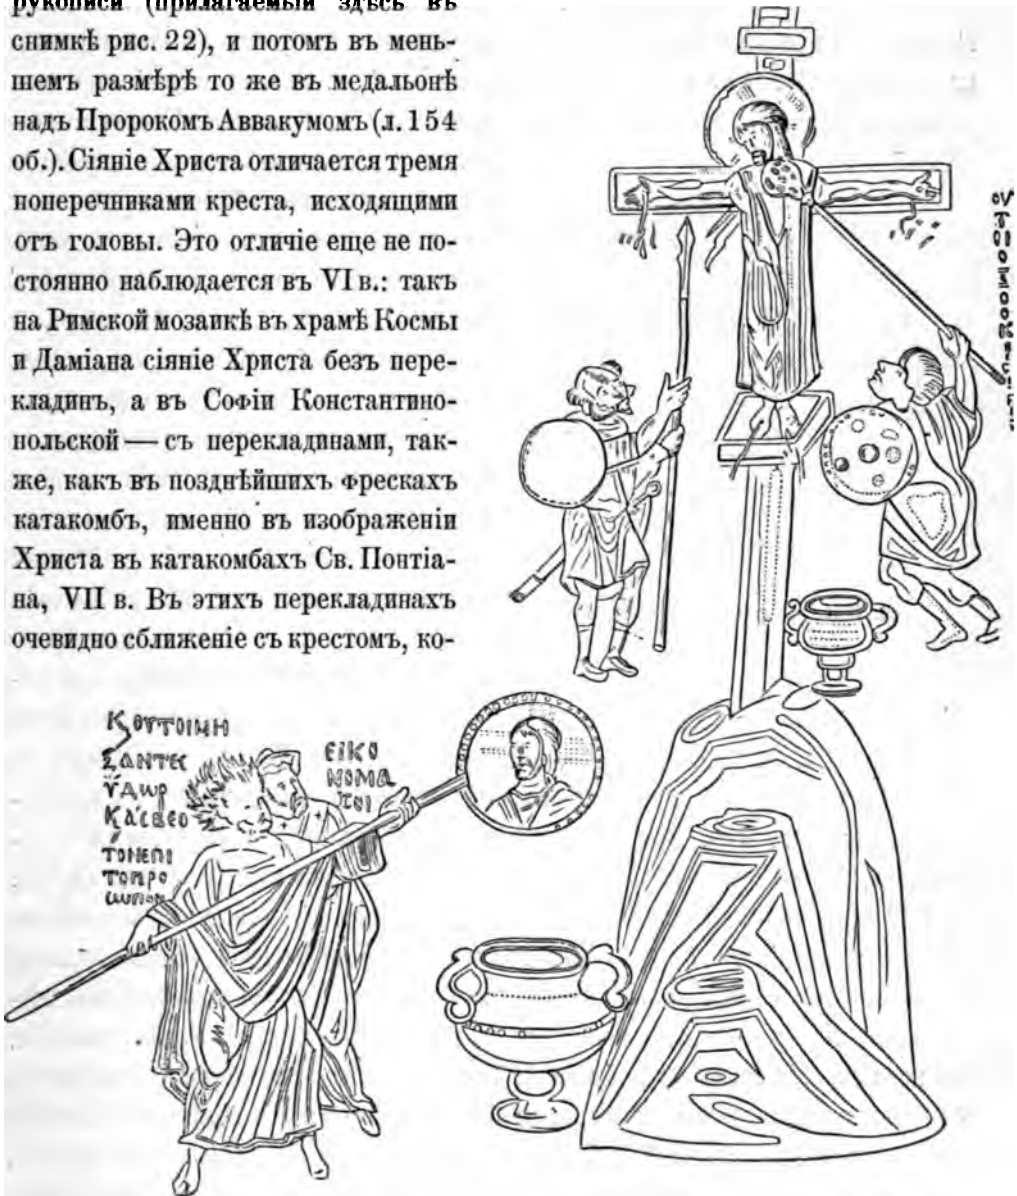 рукописи (прилагаемый здѣсь въ
снимкѣ рис. 22), и потомъ въ мень-
шемъ размѣрѣ то же въ медальонѣ
надъ Пророкомъ Аввакумомъ (л. 154
об.). Сіяніе Христа отличается тремя
поперечниками креста, исходящими
отъ головы. Это отличіе еще не по-
стоянно наблюдается въ VI в.: такъ
на Римской мозаикѣ въ храмѣ Космы
и Даміана сіяніе Христа безъ пере-
кладинъ, а въ Софіи Константино-
польской — съ перекладинами, так-
же, какъ въ позднѣйшихъ фрескахъ
катакомбъ, именно въ изображеніи
Христа въ катакомбахъ Св. Понтіа-
на, VII в. Въ этихъ перекладинахъ
очевидно сближеніе съ крестомъ, ко-
ΚΟΥΤΟΙΜΗ
ΞΑΝΤΕC
ΥΔωΡ
ΤΟΝΕΠΙ
ΤΟΠΡΟ
CωΠΟΝ
ΕΙΚΟ
ΝΟΜΑ
ΧΟΙ